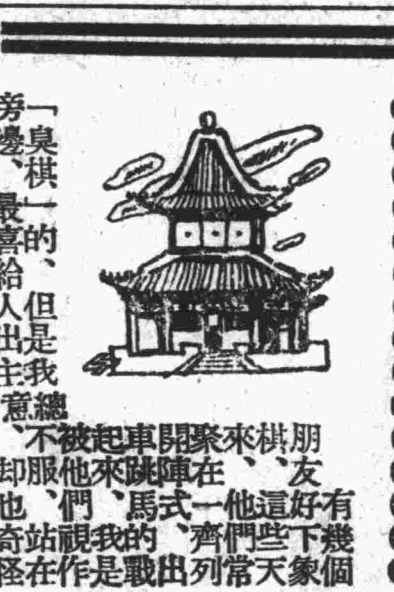 有幾個
朋友好下象
棋、這些天
來、他們常
聚在一齊列
開陣式、出
車跳馬的戰
起來、我是
被他們視作
「臭棋」的、但是我總不服、站在
旁邊、最喜給人出主意、却也奇怪